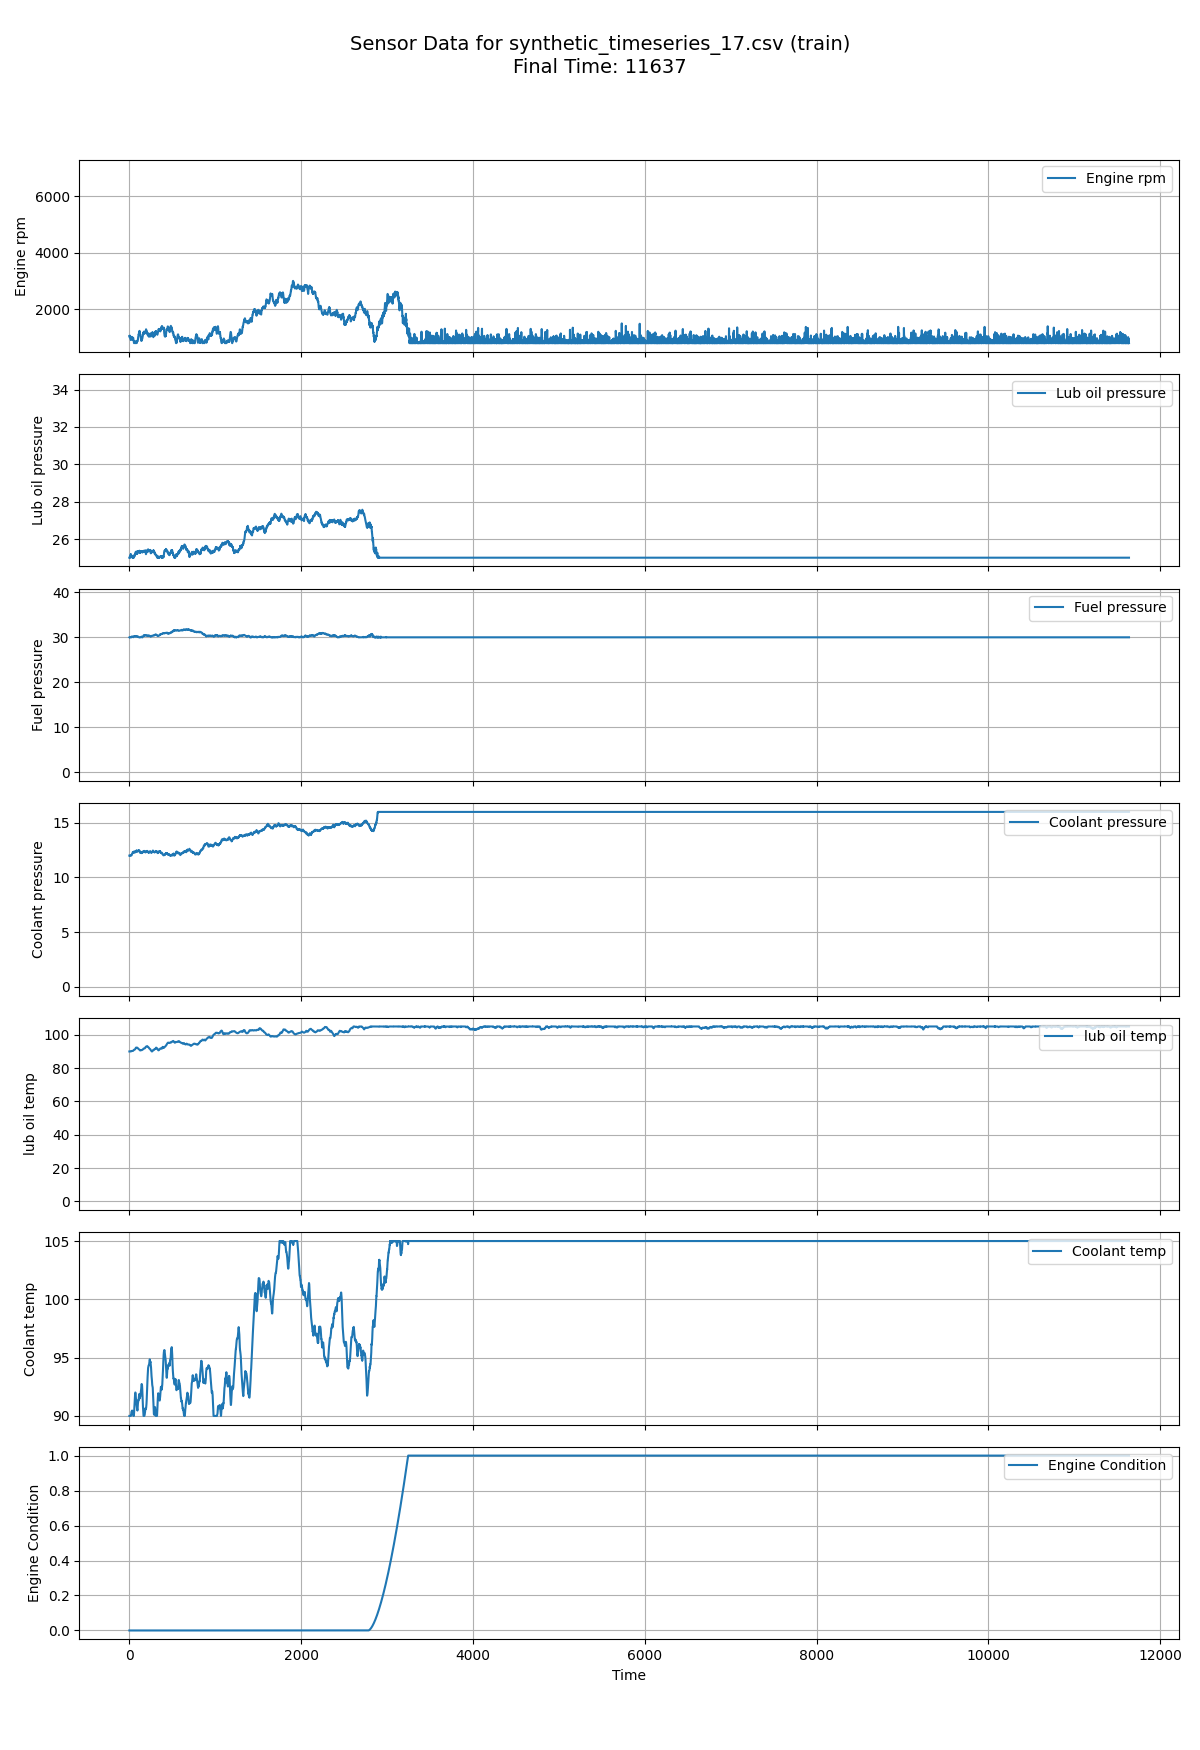 Sensor Data for synthetic_timeseries_17.csv (train)
Final Time: 11637
Engine rpm
6000
4000
2000
Engine rpm
Lub oil pressure
34
32
30
28
26
Lub oil pressure
Fuel pressure
40
30
20
10
0
Fuel pressure
Coolant pressure
15
10
5
0
Coolant pressure
lub oil temp
100
80
60
40
20
0
lub oil temp
Coolant temp
105
100
95
90
Coolant temp
Engine Condition
1.0
0.8
0.6
0.4
0.2
0.0
Engine Condition
0 2000 4000 6000 8000 10000 12000
Time